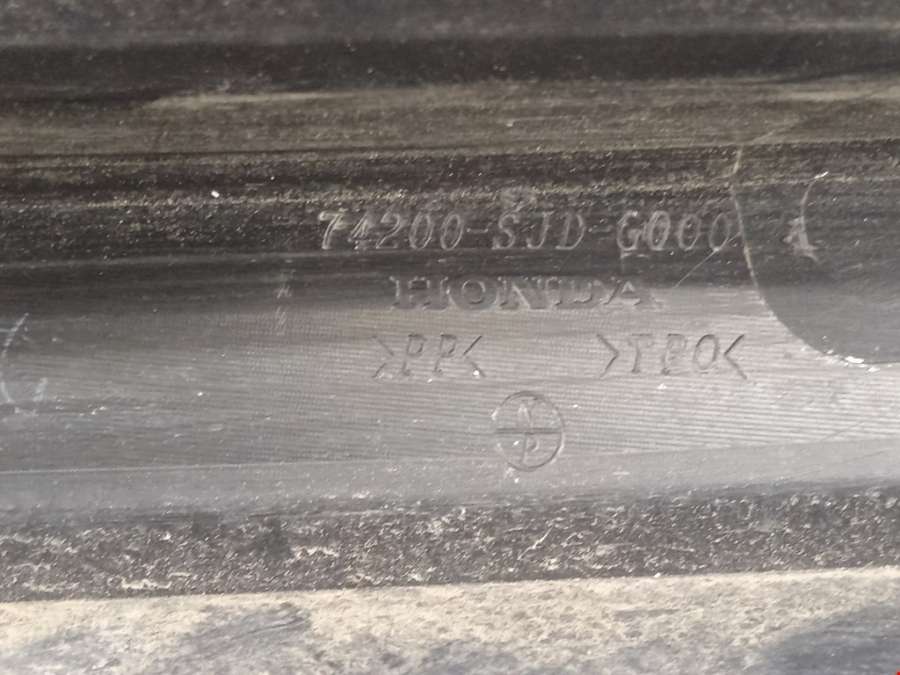 74200-SJD-G000
HONDA
>PP< >TPO<
A
P